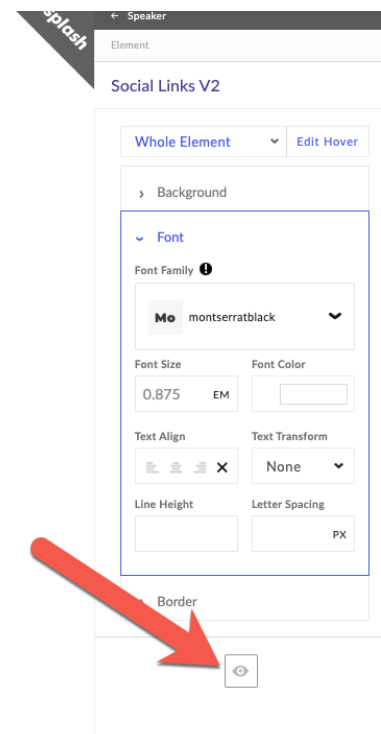 splash
← Speaker
Element
Social Links V2
Whole Element Edit Hover
Background
Font
Font Family
Mo montserratblack
Font Size Font Color
0.875 EM
Text Align Text Transform
None
Line Height Letter Spacing
PX
Border